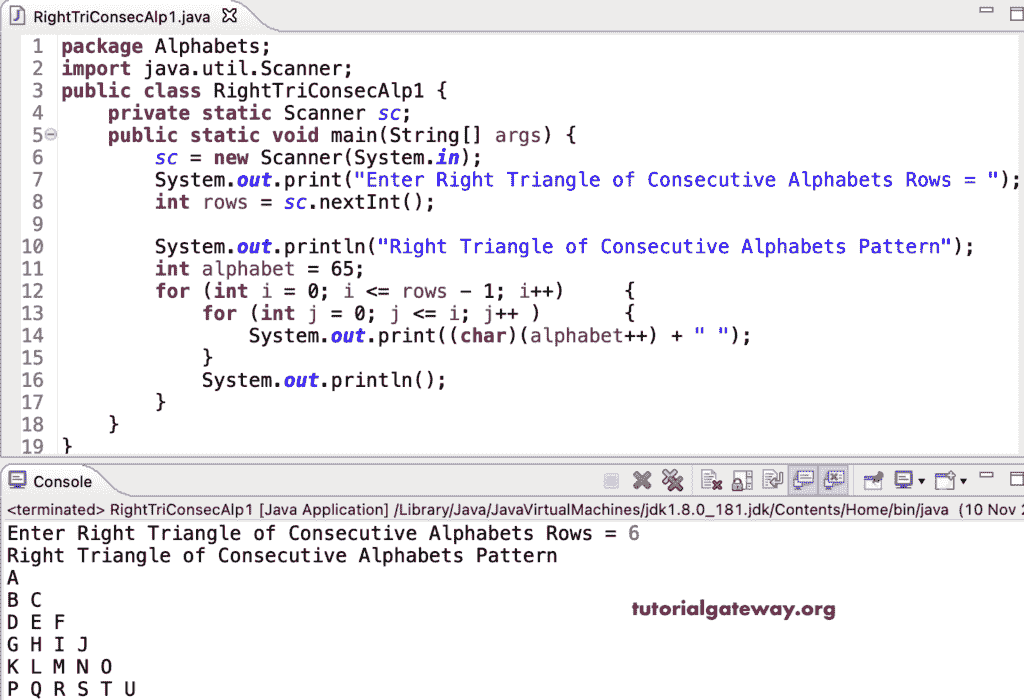 RightTriConsecAlp1.java
1 package Alphabets;
2 import java.util.Scanner;
3 public class RightTriConsecAlp1 {
4     private static Scanner sc;
5     public static void main(String[] args) {
6         sc = new Scanner(System.in);
7         System.out.print("Enter Right Triangle of Consecutive Alphabets Rows = ");
8         int rows = sc.nextInt();
9
10         System.out.println("Right Triangle of Consecutive Alphabets Pattern");
11         int alphabet = 65;
12         for (int i = 0; i <= rows - 1; i++)     {
13             for (int j = 0; j <= i; j++ )       {
14                 System.out.print((char)(alphabet++) + " ");
15             }
16             System.out.println();
17         }
18     }
19 }
Console
<terminated> RightTriConsecAlp1 [Java Application] /Library/Java/JavaVirtualMachines/jdk1.8.0_181.jdk/Contents/Home/bin/java (10 Nov 2
Enter Right Triangle of Consecutive Alphabets Rows = 6
Right Triangle of Consecutive Alphabets Pattern
A
B C
D E F
tutorialgateway.org
G H I J
K L M N O
P Q R S T U